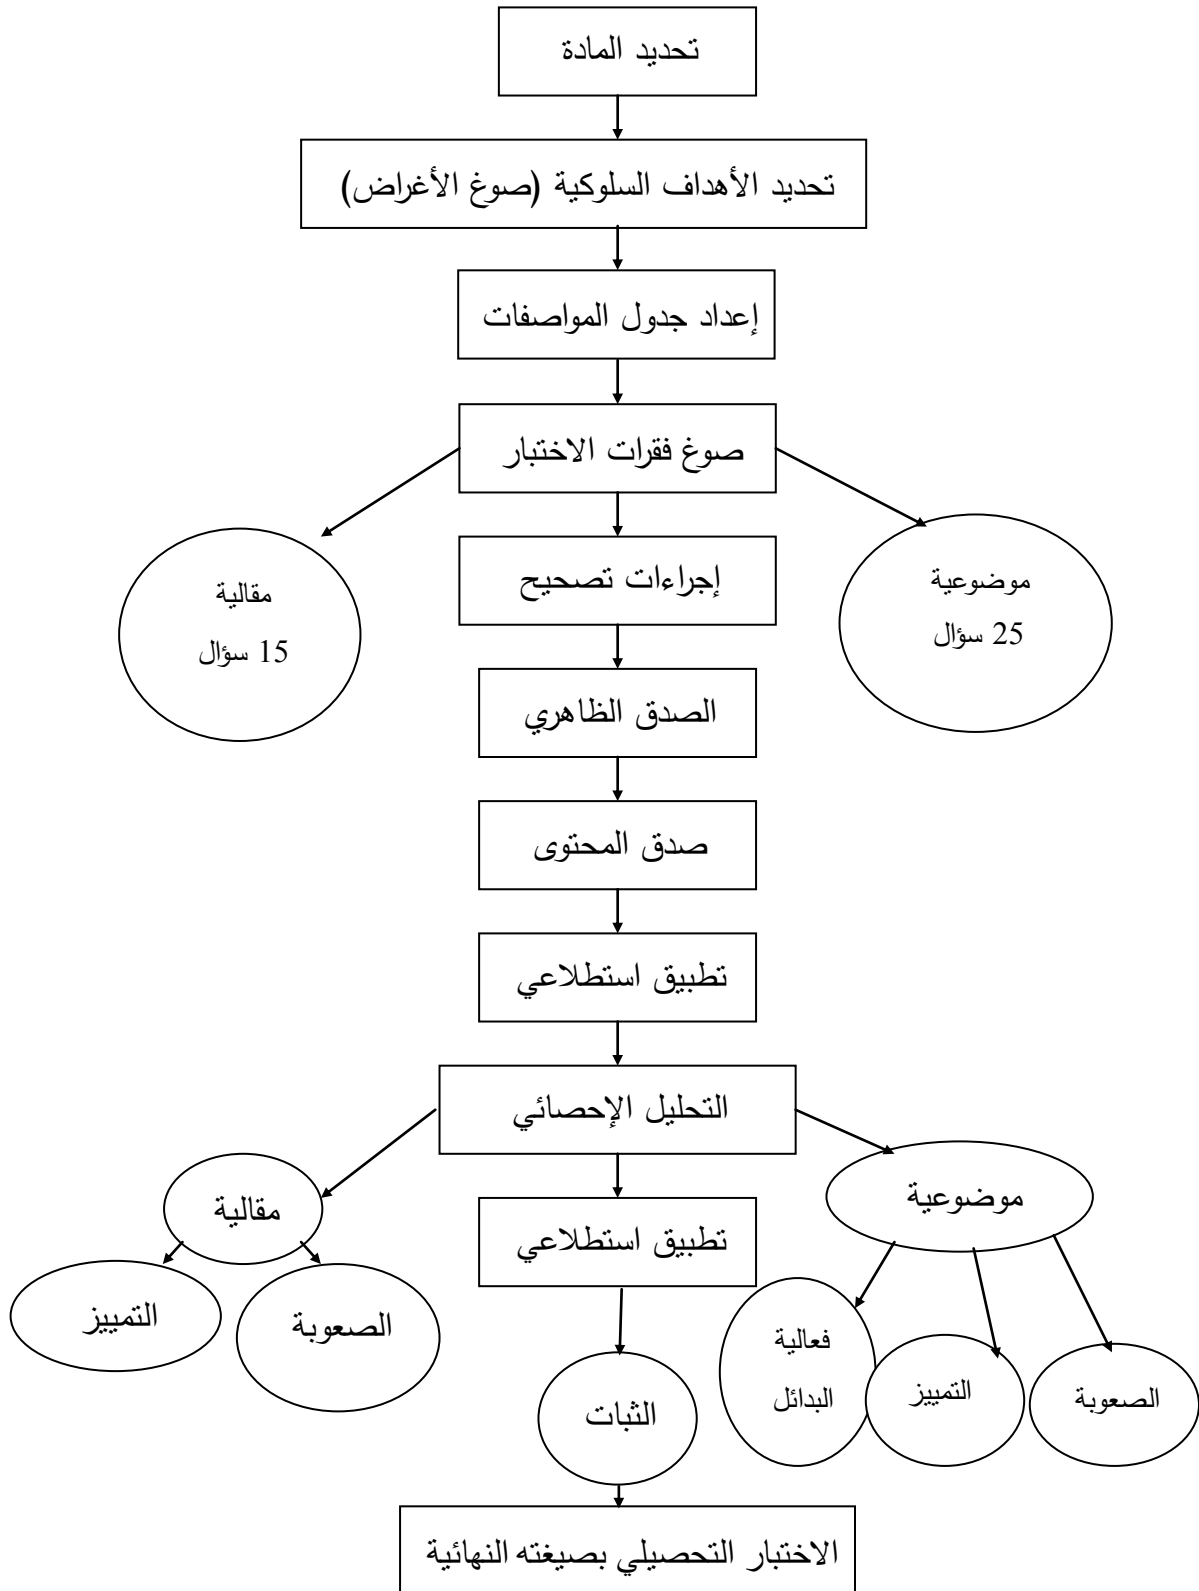 تحديد المادة
تحديد الأهداف السلوكية (صوغ الأغراض)
إعداد جدول المواصفات
صوغ فقرات الاختبار
موضوعية
25 سؤال
مقالية
15 سؤال
إجراءات تصحيح
الصدق الظاهري
صدق المحتوى
تطبيق استطلاعي
التحليل الإحصائي
موضوعية
مقالية
تطبيق استطلاعي
الصعوبة
التمييز
فعالية
البدائل
الصعوبة
التمييز
الثبات
الاختبار التحصيلي بصيغته النهائية